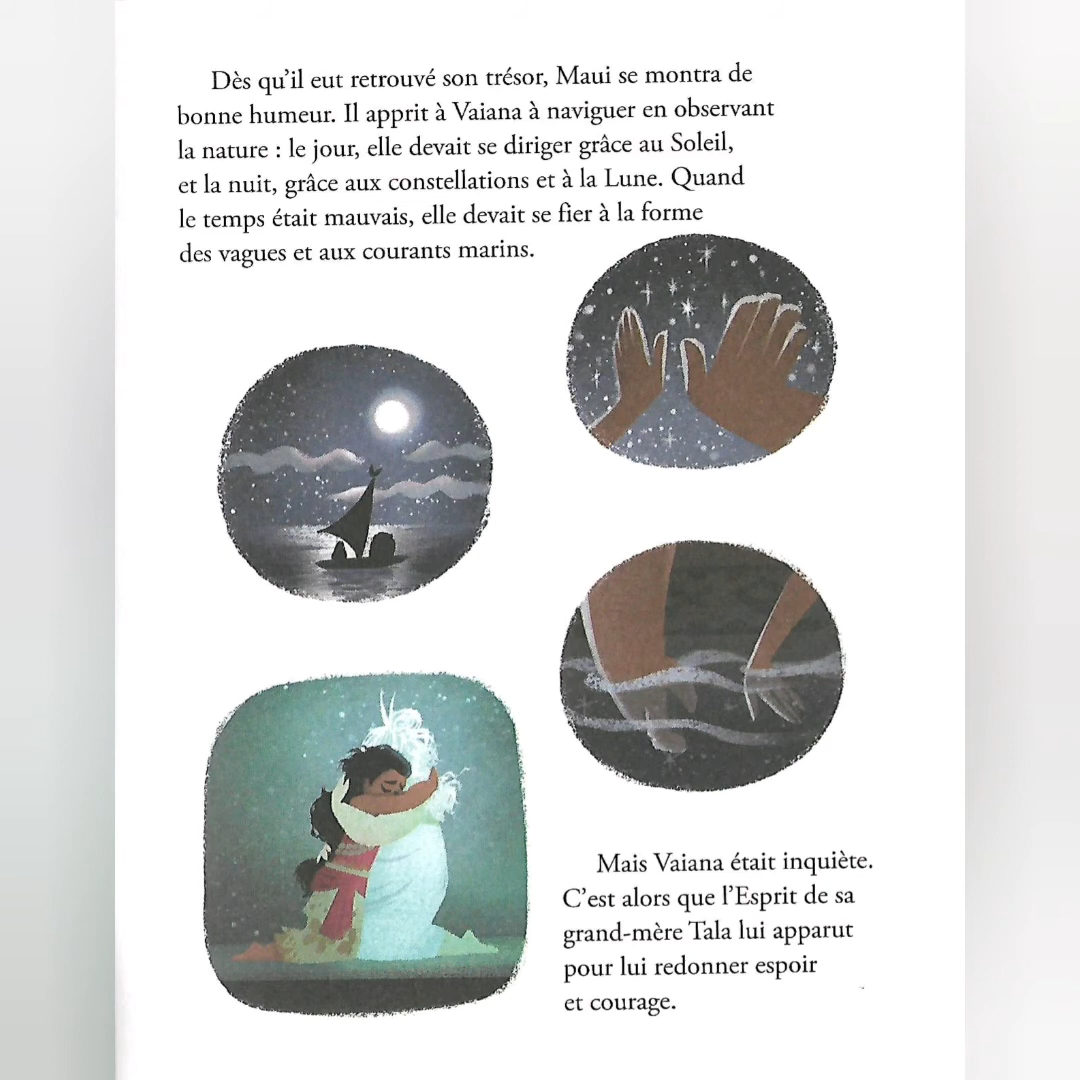 Dès qu'il eut retrouvé son trésor, Maui se montra de
bonne humeur. Il apprit à Vaiana à naviguer en observant
la nature : le jour, elle devait se diriger grâce au Soleil,
et la nuit, grâce aux constellations et à la Lune. Quand
le temps était mauvais, elle devait se fier à la forme
des vagues et aux courants marins.
Mais Vaiana était inquiète.
C'est alors que l'Esprit de sa
grand-mère Tala lui apparut
pour lui redonner espoir
et courage.